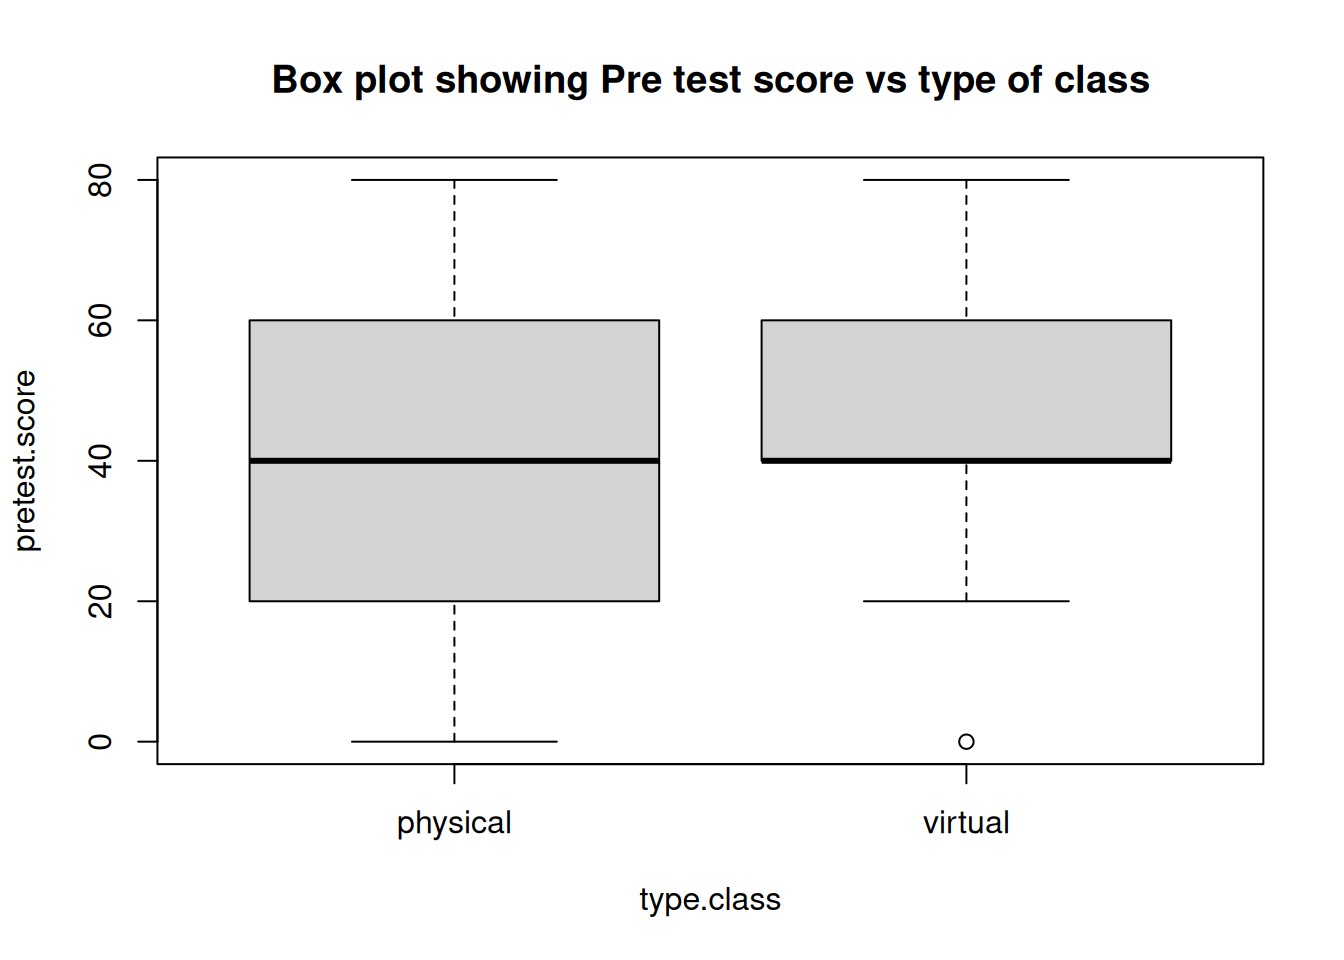 Box plot showing Pre test score vs type of class
pretest.score
80
60
40
20
0
physical
virtual
type.class